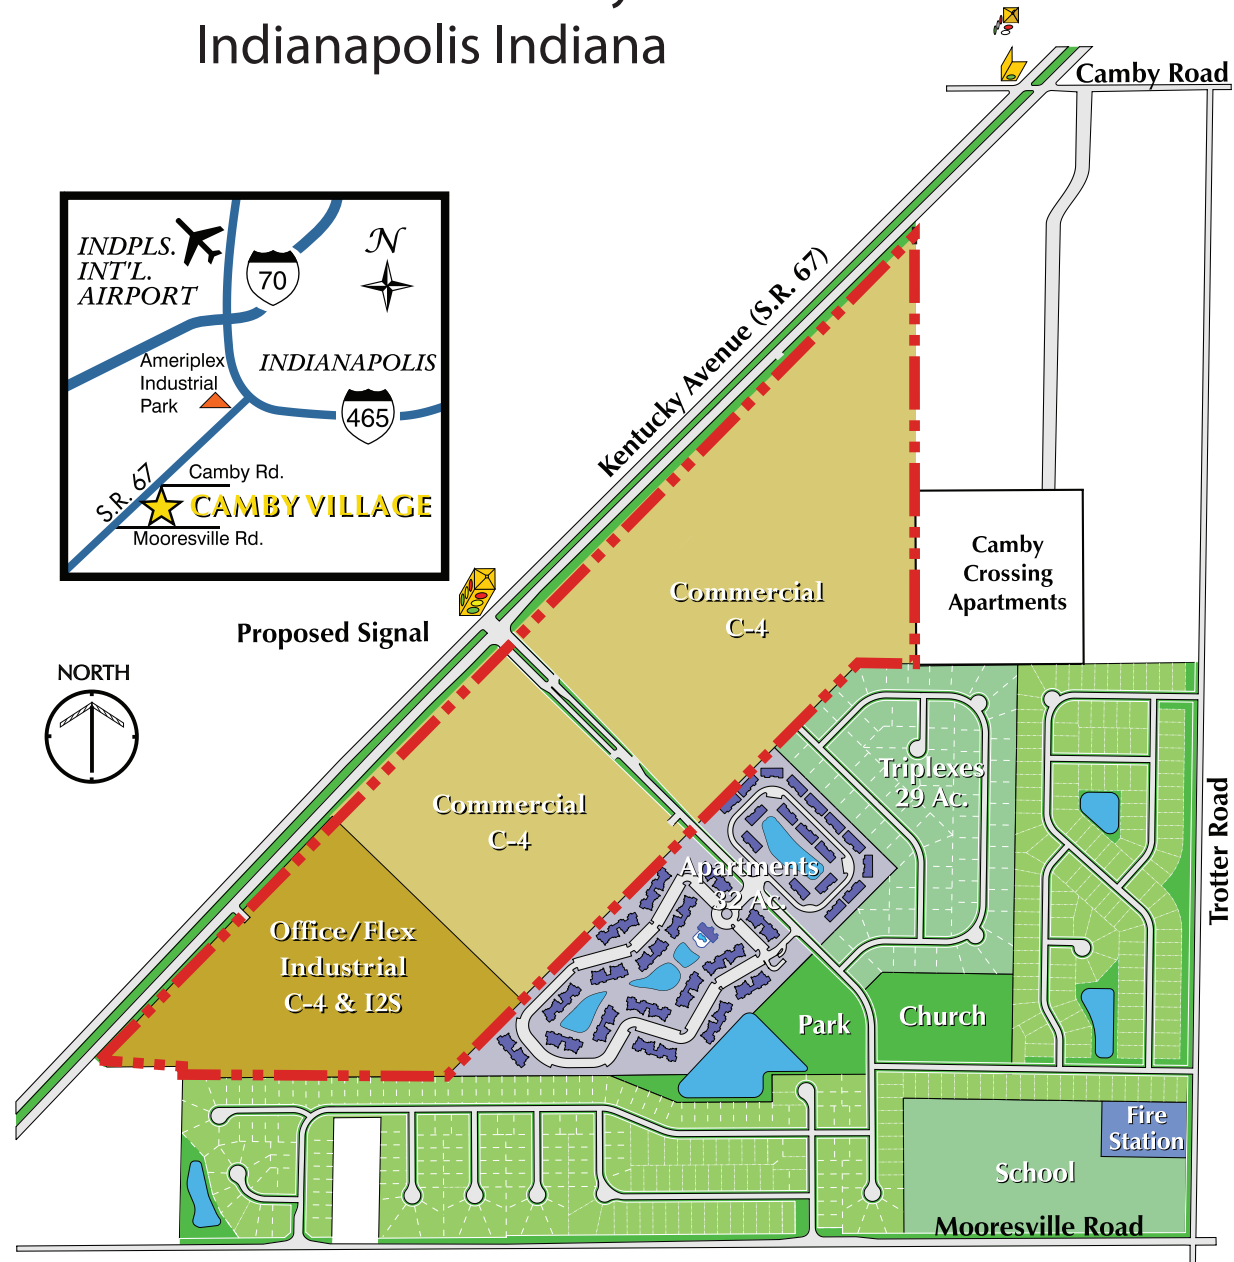 Indianapolis Indiana
Camby Road
INDPLS.
INT'L.
AIRPORT
70
N
Ameriplex
Industrial
Park
INDIANAPOLIS
465
S.R. 67
Camby Rd.
CAMBY VILLAGE
Mooresville Rd.
Kentucky Avenue (S.R. 67)
Camby
Crossing
Apartments
Commercial
C-4
Proposed Signal
NORTH
Triplexes
29 Ac.
Commercial
C-4
Apartments
32 Ac.
Trotter Road
Office/Flex
Industrial
C-4 & I2S
Park
Church
Fire
Station
School
Mooresville Road